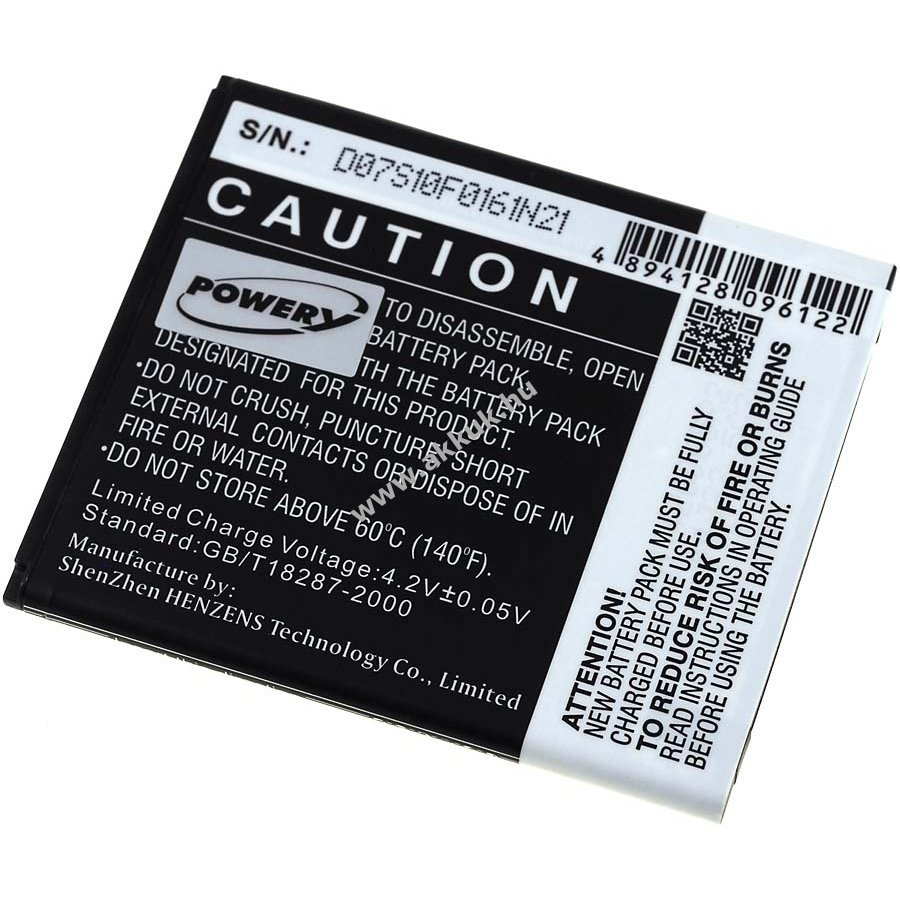 S/N.: D07S10F0161N21
CAUTION
POWERY
TO DISASSEMBLE, OPEN
BATTERY PACK.
THE BATTERY PACK
DESIGNATED FOR THIS PRODUCT.
•DO NOT CRUSH, PUNCTURE, SHORT
EXTERNAL CONTACTS OR DISPOSE OF IN
FIRE OR WATER.
•DO NOT STORE ABOVE 60°C (140°F).
Limited Charge Voltage:4.2V±0.05V
Standard:GB/T18287-2000
Manufacture by:
ShenZhen HENZENS Technology Co., Limited
4 894128 096122
ATTENTION!
NEW BATTERY PACK MUST BE FULLY
CHARGED BEFORE USE.
TO REDUCE RISK OF FIRE OR BURNS
READ INSTRUCTIONS IN OPERATING GUIDE
BEFORE USING THE BATTERY.
www.akkuk.hu